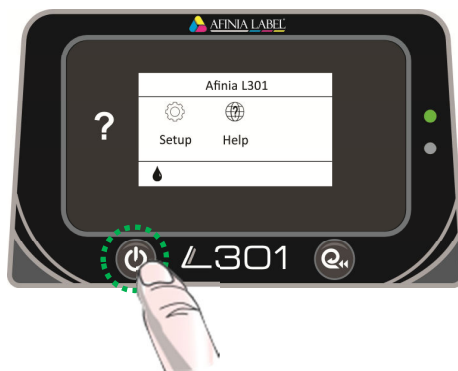 AFINIA LABEL
Afinia L301
?
Setup Help
L301